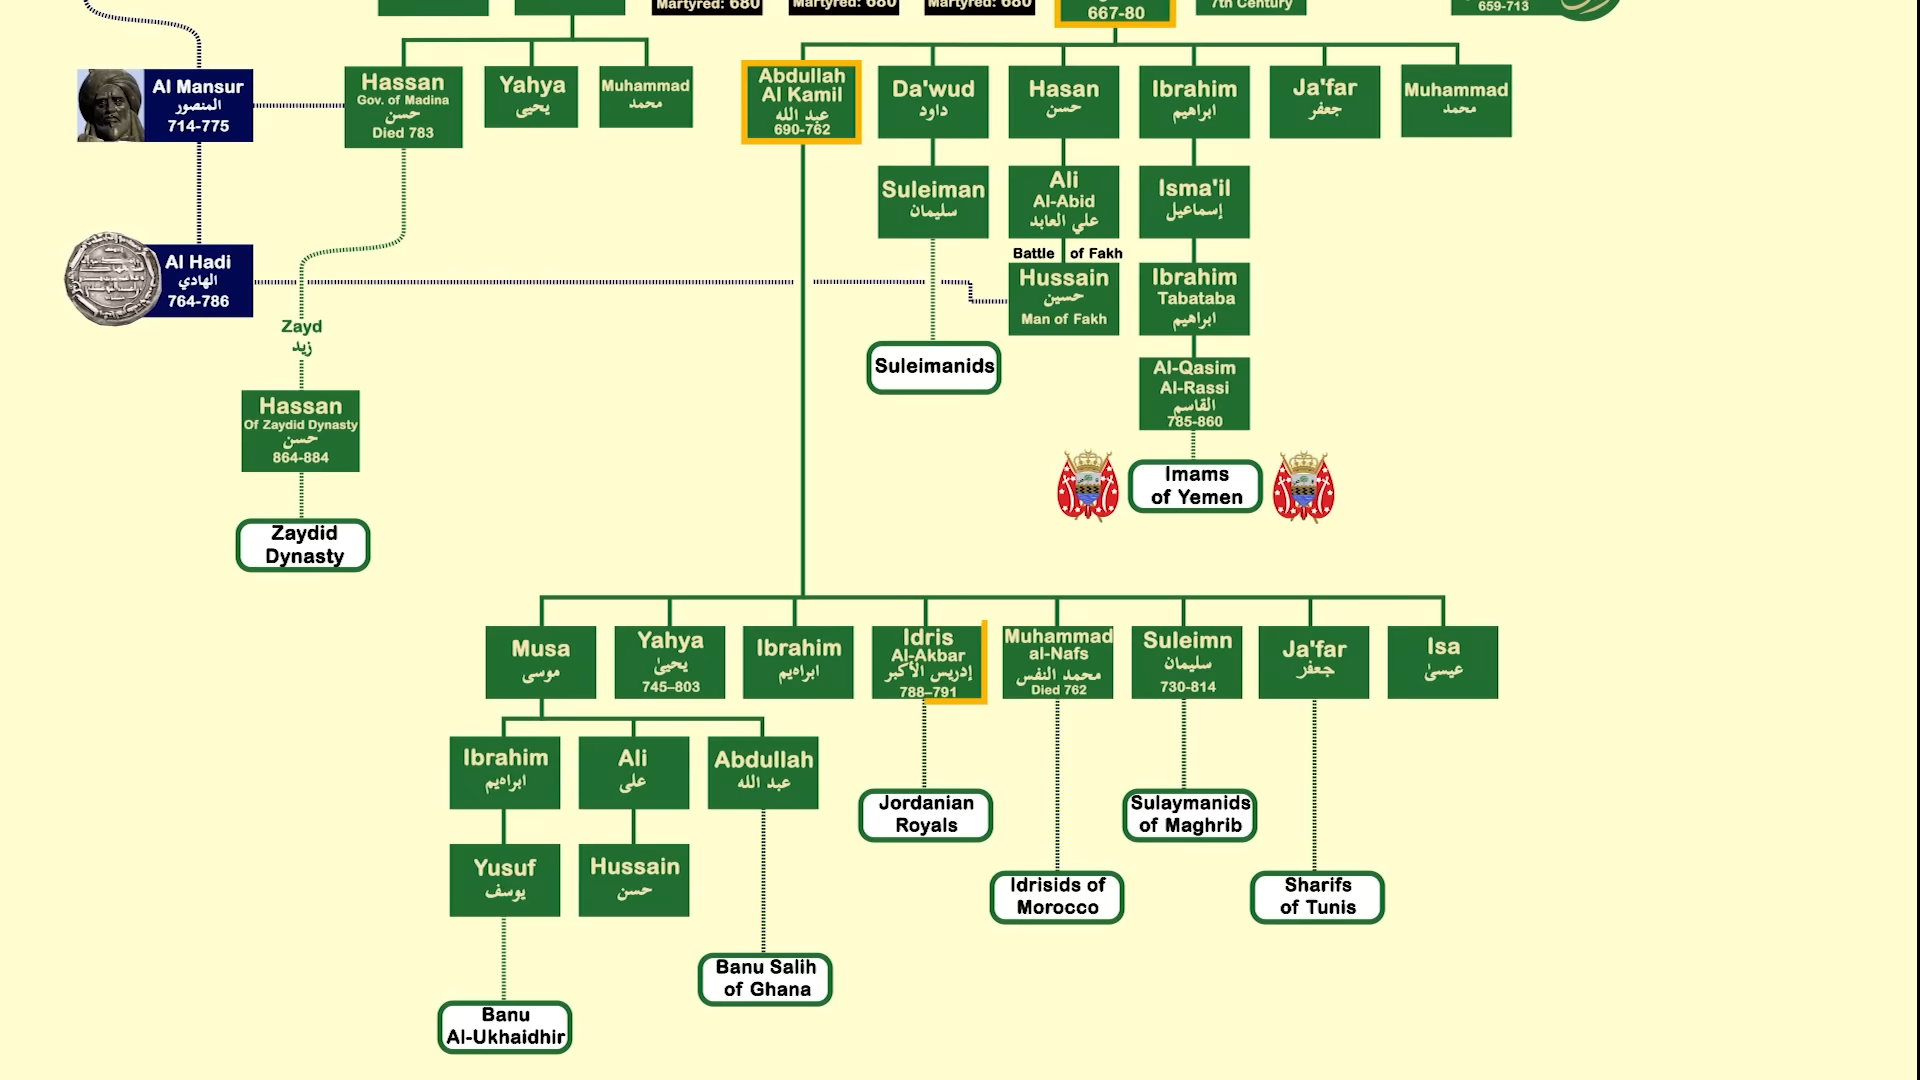 Martyred: 680
Martyred: 680
Martyred: 680
667-80
7th Century
659-713
Al Mansur
المنصور
714-775
Hassan
Gov. of Madina
حسن
Died 783
Yahya
يحيى
Muhammad
محمد
Abdullah
Al Kamil
عبد الله
690-762
Da'wud
داود
Hasan
حسن
Ibrahim
ابراهيم
Ja'far
جعفر
Muhammad
محمد
Suleiman
سليمان
Ali
Al-Abid
علي العابد
Isma'il
إسماعيل
Battle of Fakh
Al Hadi
الهادي
764-786
Hussain
حسين
Man of Fakh
Ibrahim
Tabataba
ابراهيم
Zayd
زيد
Suleimanids
Al-Qasim
Al-Rassi
القاسم
785-860
Hassan
Of Zaydid Dynasty
حسن
864-884
Imams
of Yemen
Zaydid
Dynasty
Musa
موسى
Yahya
يحيىٰ
745–803
Ibrahim
ابراہیم
Idris
Al-Akbar
إدريس الأكبر
788–791
Muhammad
al-Nafs
محمد النفس
Died 762
Suleimn
سليمان
730-814
Ja'far
جعفر
Isa
عيسىٰ
Ibrahim
ابراہیم
Ali
على
Abdullah
عبد الله
Jordanian
Royals
Sulaymanids
of Maghrib
Yusuf
يوسف
Hussain
حسن
Idrisids of
Morocco
Sharifs
of Tunis
Banu Salih
of Ghana
Banu
Al-Ukhaidhir